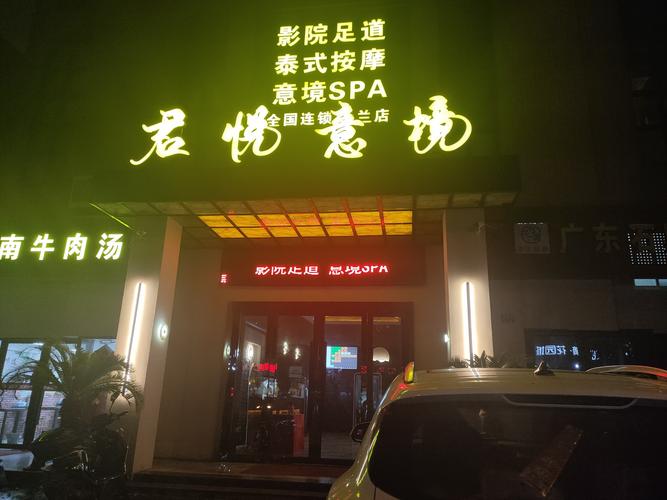 影院足道
泰式按摩
意境SPA
全国连锁 兰店
君悦意境
南牛肉汤
影院足道 意境SPA
广东
花园